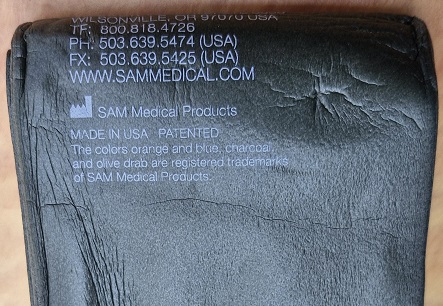 WILSONVILLE, OR 97070 USA
TF: 800.818.4726
PH: 503.639.5474 (USA)
FX: 503.639.5425 (USA)
WWW.SAMMEDICAL.COM
SAM Medical Products
MADE IN USA PATENTED
The colors orange and blue, charcoal,
and olive drab are registered trademarks
of SAM Medical Products.